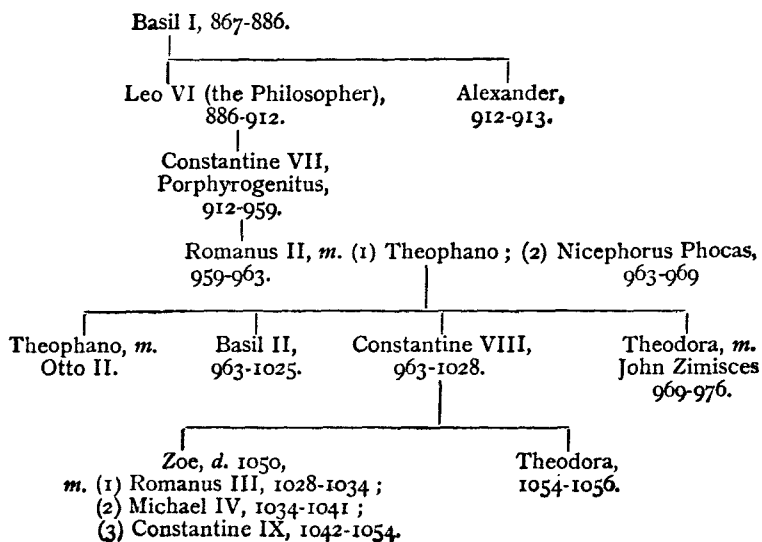 Basil I, 867-886.
Leo VI (the Philosopher), Alexander,
886-912. 912-913.
Constantine VII,
Porphyrogenitus,
912-959.
Romanus II, m. (1) Theophano ; (2) Nicephorus Phocas,
959-963. 963-969
Theophano, m. Basil II, Constantine VIII, Theodora, m.
Otto II. 963-1025. 963-1028. John Zimisces
969-976.
Zoe, d. 1050, Theodora,
m. (1) Romanus III, 1028-1034 ; 1054-1056.
(2) Michael IV, 1034-1041 ;
(3) Constantine IX, 1042-1054.